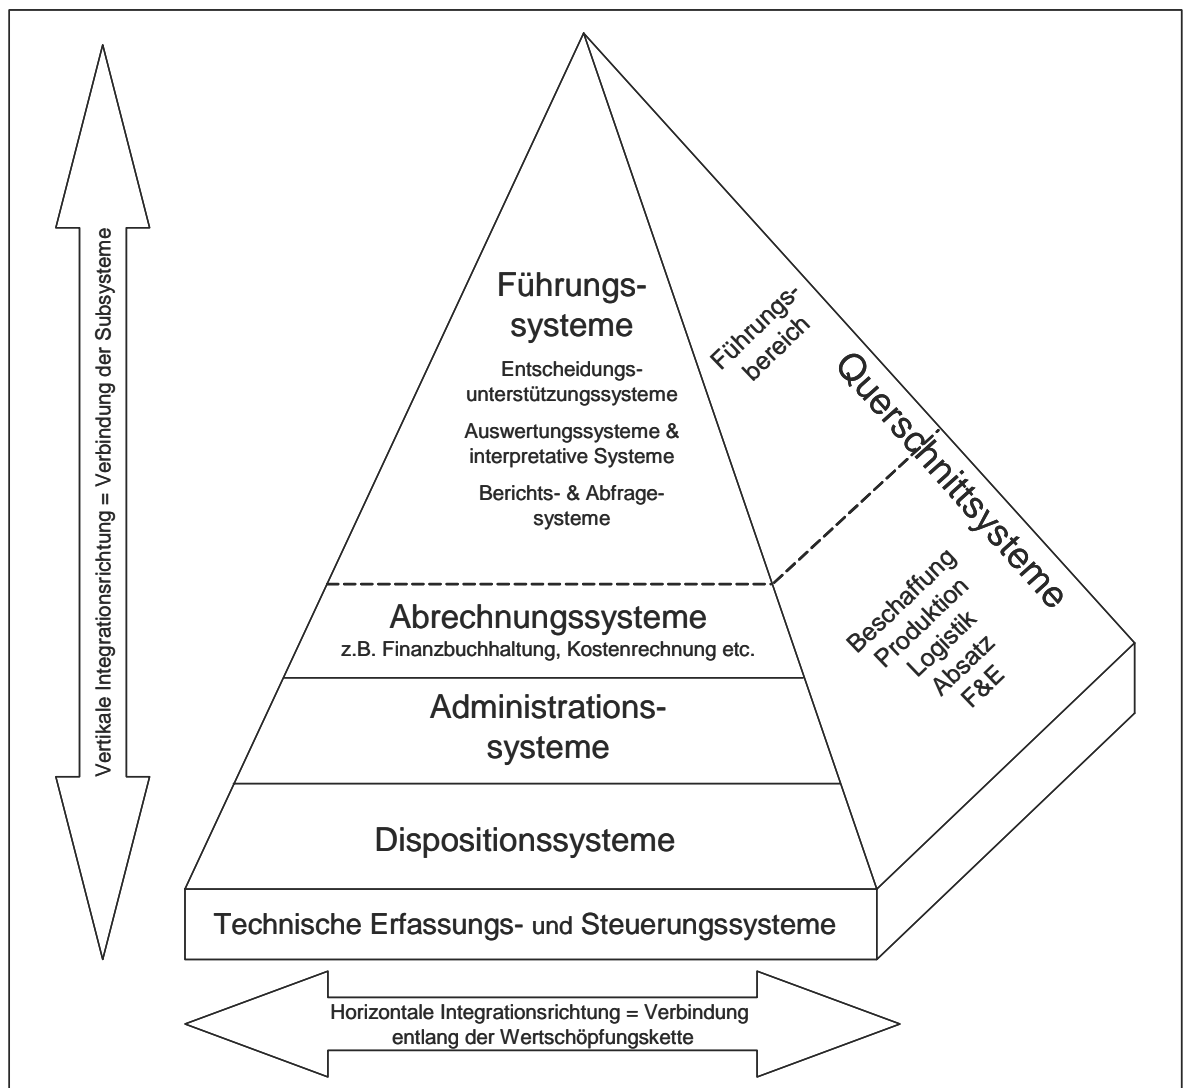 Vertikale Integrationsrichtung = Verbindung der Subsysteme
Führungs-
systeme
Entscheidungs-
unterstützungssysteme
Auswertungssysteme &
interpretative Systeme
Berichts- & Abfrage-
systeme
Führungs-
bereich
Querschnittsysteme
Beschaffung
Produktion
Logistik
Absatz
F&E
Abrechnungssysteme
z.B. Finanzbuchhaltung, Kostenrechnung etc.
Administrations-
systeme
Dispositionssysteme
Technische Erfassungs- und Steuerungssysteme
Horizontale Integrationsrichtung = Verbindung
entlang der Wertschöpfungskette